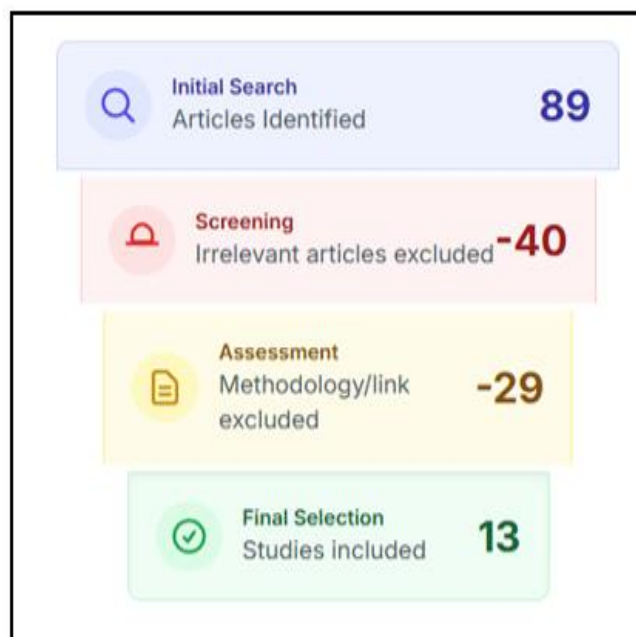 Initial Search
Articles Identified
89
Screening
Irrelevant articles excluded
-40
Assessment
Methodology/link
excluded
-29
Final Selection
Studies included
13